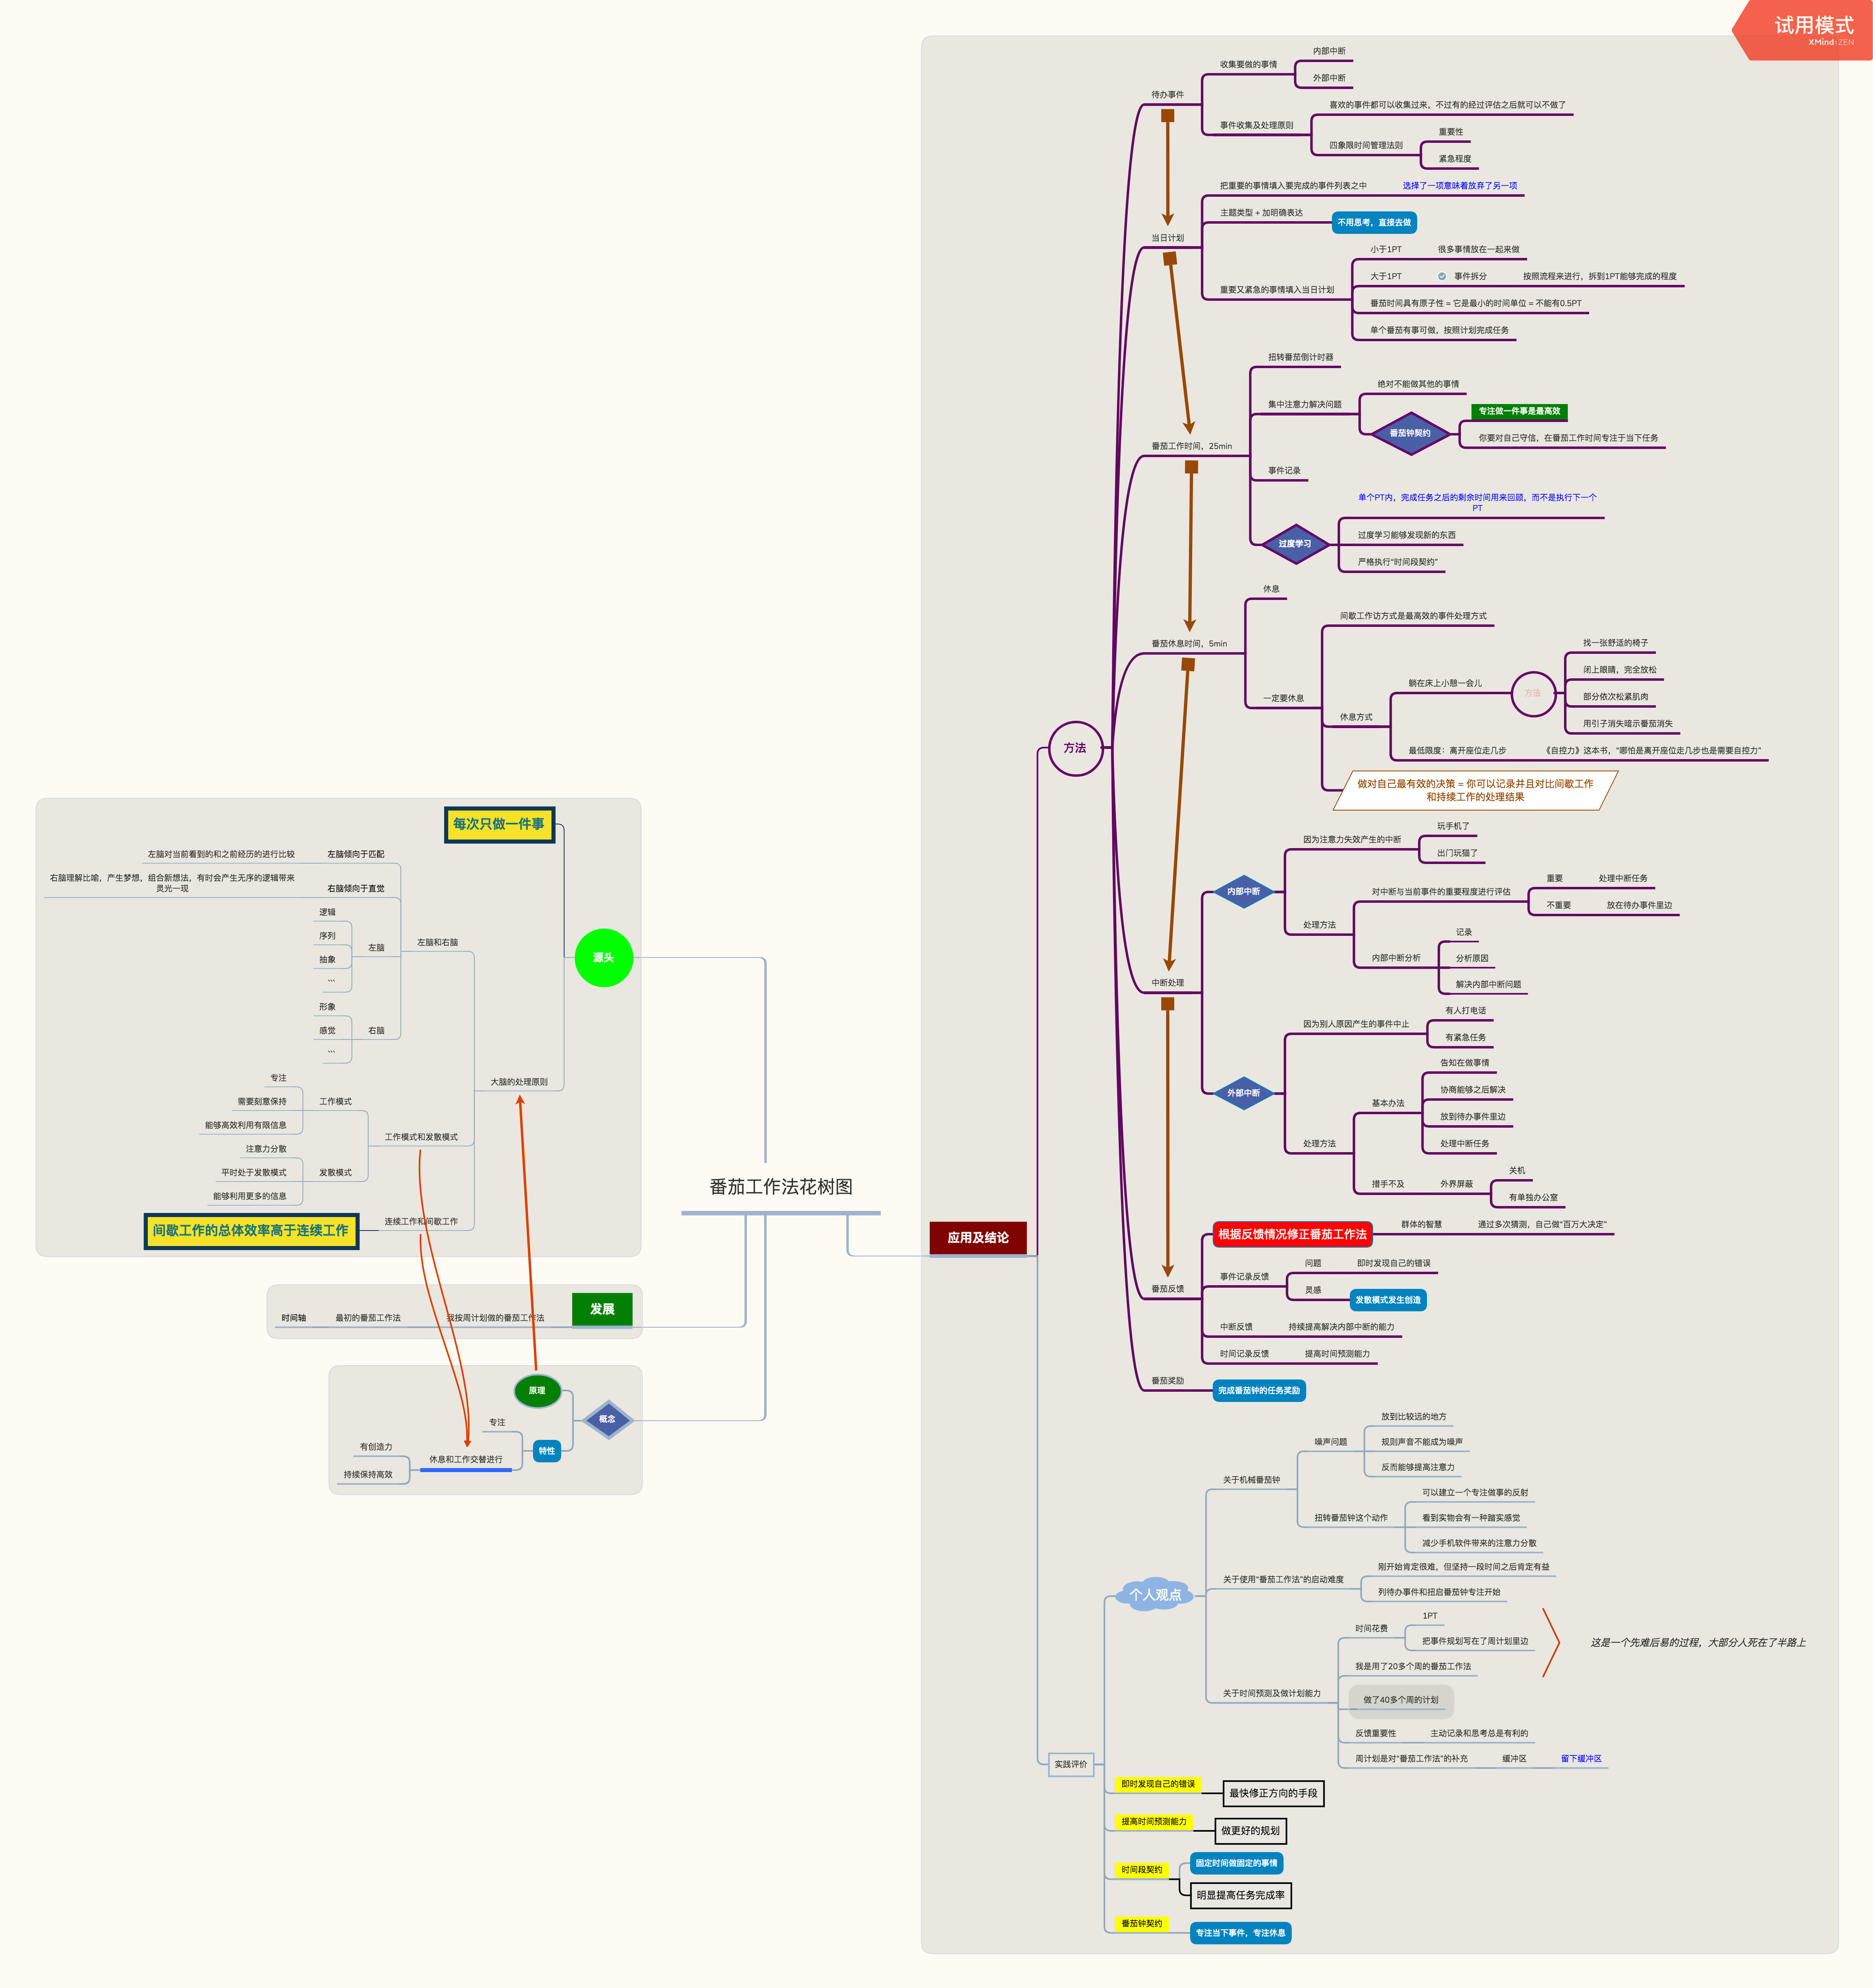 试用模式
XMind:ZEN
番茄工作法花树图
源头
每次只做一件事
大脑的处理原则
左脑和右脑
左脑倾向于匹配
左脑对当前看到的和之前经历的进行比较
右脑倾向于直觉
右脑理解比喻，产生梦想，组合新想法，有时会产生无序的逻辑带来
灵光一现
左脑
逻辑
序列
抽象
```
右脑
形象
感觉
```
工作模式和发散模式
工作模式
专注
需要刻意保持
能够高效利用有限信息
发散模式
注意力分散
平时处于发散模式
能够利用更多的信息
连续工作和间歇工作
间歇工作的总体效率高于连续工作
发展
我按周计划做的番茄工作法
最初的番茄工作法
时间轴
概念
原理
特性
专注
休息和工作交替进行
有创造力
持续保持高效
应用及结论
方法
待办事件
收集要做的事情
内部中断
外部中断
事件收集及处理原则
喜欢的事件都可以收集过来，不过有的经过评估之后就可以不做了
四象限时间管理法则
重要性
紧急程度
当日计划
把重要的事情填入要完成的事件列表之中
选择了一项意味着放弃了另一项
主题类型 + 加明确表达
不用思考，直接去做
重要又紧急的事情填入当日计划
小于1PT
很多事情放在一起来做
大于1PT
事件拆分
按照流程来进行，拆到1PT能够完成的程度
番茄时间具有原子性 = 它是最小的时间单位 = 不能有0.5PT
单个番茄有事可做，按照计划完成任务
番茄工作时间，25min
扭转番茄倒计时器
集中注意力解决问题
绝对不能做其他的事情
番茄钟契约
专注做一件事是最高效
你要对自己守信，在番茄工作时间专注于当下任务
事件记录
过度学习
单个PT内，完成任务之后的剩余时间用来回顾，而不是执行下一个
PT
过度学习能够发现新的东西
严格执行“时间段契约”
番茄休息时间，5min
休息
一定要休息
间歇工作访方式是最高效的事件处理方式
休息方式
躺在床上小憩一会儿
方法
找一张舒适的椅子
闭上眼睛，完全放松
部分依次松紧肌肉
用引子消失暗示番茄消失
最低限度：离开座位走几步
《自控力》这本书，“哪怕是离开座位走几步也是需要自控力”
做对自己最有效的决策 = 你可以记录并且对比间歇工作
和持续工作的处理结果
中断处理
内部中断
因为注意力失效产生的中断
玩手机了
出门玩猫了
处理方法
对中断与当前事件的重要程度进行评估
重要
处理中断任务
不重要
放在待办事件里边
内部中断分析
记录
分析原因
解决内部中断问题
外部中断
因为别人原因产生的事件中止
有人打电话
有紧急任务
处理方法
基本办法
告知在做事情
协商能够之后解决
放到待办事件里边
处理中断任务
措手不及
外界屏蔽
关机
有单独办公室
番茄反馈
根据反馈情况修正番茄工作法
群体的智慧
通过多次猜测，自己做“百万大决定”
事件记录反馈
问题
即时发现自己的错误
灵感
发散模式发生创造
中断反馈
持续提高解决内部中断的能力
时间记录反馈
提高时间预测能力
番茄奖励
完成番茄钟的任务奖励
实践评价
个人观点
关于机械番茄钟
噪声问题
放到比较远的地方
规则声音不能成为噪声
反而能够提高注意力
扭转番茄钟这个动作
可以建立一个专注做事的反射
看到实物会有一种踏实感觉
减少手机软件带来的注意力分散
关于使用“番茄工作法”的启动难度
刚开始肯定很难，但坚持一段时间之后肯定有益
列待办事件和扭启番茄钟专注开始
关于时间预测及做计划能力
时间花费
1PT
把事件规划写在了周计划里边
我是用了20多个周的番茄工作法
做了40多个周的计划
反馈重要性
主动记录和思考总是有利的
周计划是对“番茄工作法”的补充
缓冲区
留下缓冲区
这是一个先难后易的过程，大部分人死在了半路上
即时发现自己的错误
最快修正方向的手段
提高时间预测能力
做更好的规划
时间段契约
固定时间做固定的事情
明显提高任务完成率
番茄钟契约
专注当下事件，专注休息